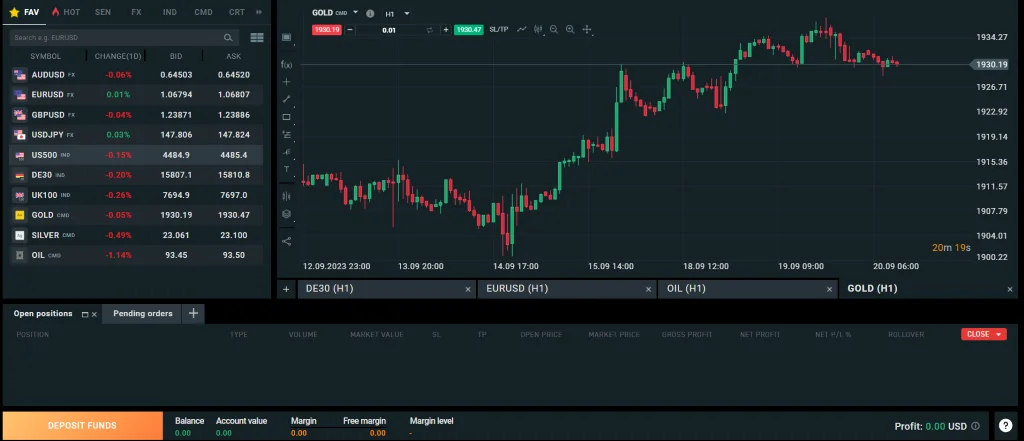 FAV HOT SEN FX IND CMD CRT »
Search e.g. EURUSD
SYMBOL CHANGE(1D) BID ASK
AUDUSD FX -0.06% 0.64503 0.64520
EURUSD FX 0.01% 1.06794 1.06807
GBPUSD FX -0.04% 1.23871 1.23886
USDJPY FX 0.03% 147.806 147.824
US500 IND -0.15% 4484.9 4485.4
DE30 IND -0.20% 15807.1 15810.8
UK100 IND -0.26% 7694.9 7697.0
GOLD CMD -0.05% 1930.19 1930.47
SILVER CMD -0.49% 23.061 23.100
OIL CMD -1.14% 93.45 93.50
GOLD CMD H1
1930.19 − 0.01 + 1930.47 SL/TP
f(x)
T
1934.27
1930.19
1926.71
1922.92
1919.14
1915.36
1911.57
1907.79
1904.01
1900.22
20m 19s
12.09.2023 23:00 13.09 20:00 14.09 17:00 15.09 14:00 18.09 12:00 19.09 09:00 20.09 06:00
+ DE30 (H1) × EURUSD (H1) × OIL (H1) × GOLD (H1) ×
Open positions × Pending orders +
POSITION TYPE VOLUME MARKET VALUE SL TP OPEN PRICE MARKET PRICE GROSS PROFIT NET PROFIT NET P/L % ROLLOVER CLOSE
DEPOSIT FUNDS
Balance Account value Margin Free margin Margin level
0.00 0.00 0.00 0.00 -
Profit: 0.00 USD ?